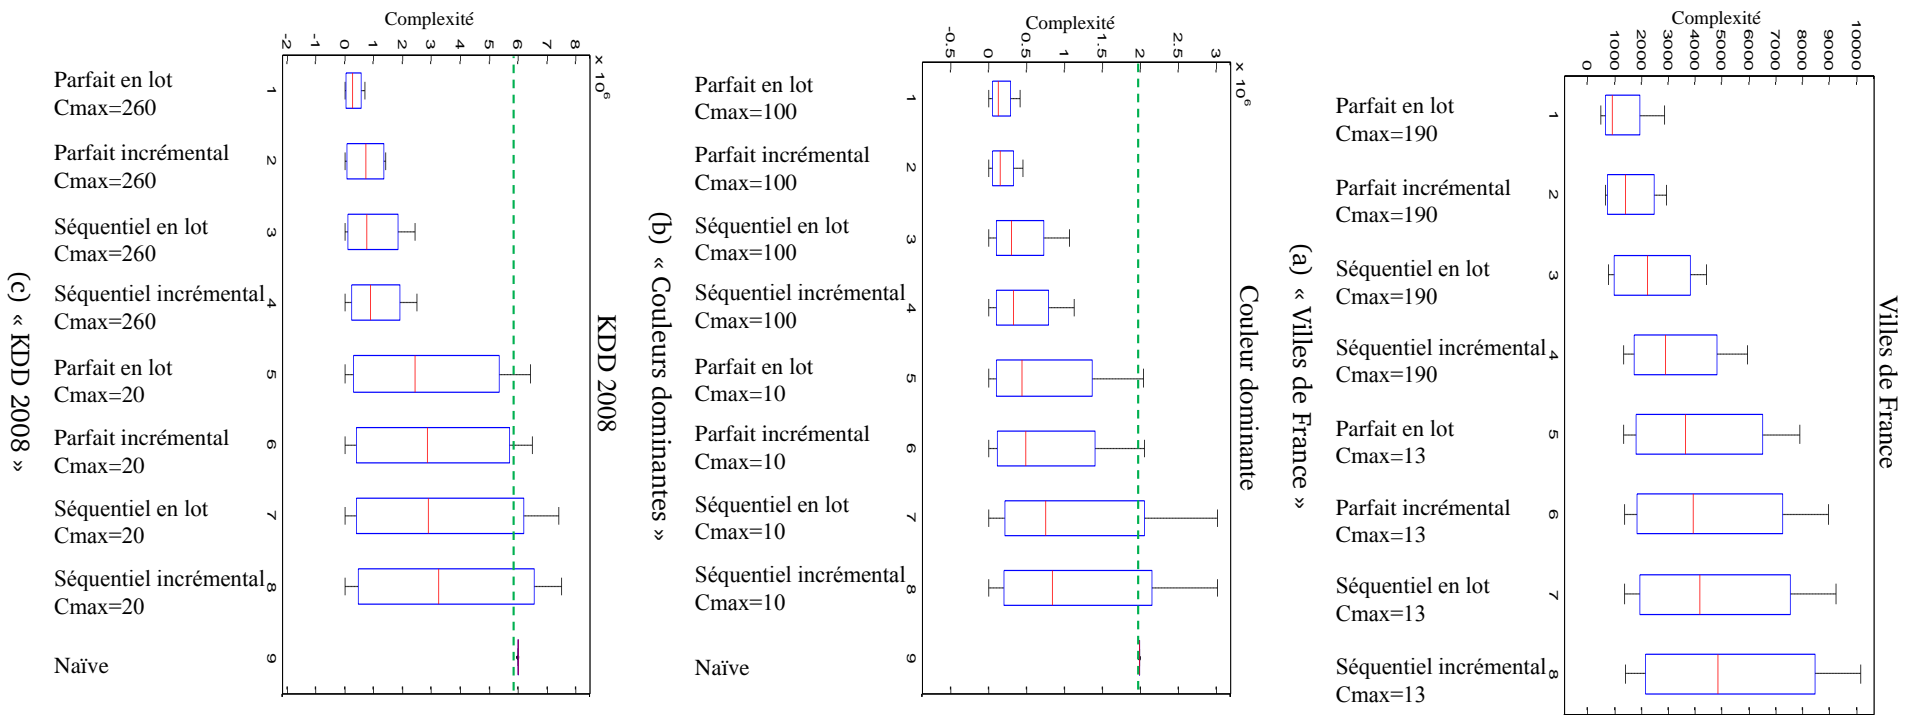 Complexité
-2 -1 0 1 2 3 4 5 6 7 8
× 10⁶
Parfait en lot
Cmax=260
1
Parfait incrémental
Cmax=260
2
Séquentiel en lot
Cmax=260
3
Séquentiel incrémental
Cmax=260
4
Parfait en lot
Cmax=20
5
Parfait incrémental
Cmax=20
6
Séquentiel en lot
Cmax=20
7
Séquentiel incrémental
Cmax=20
8
Naïve
9
KDD 2008
(c) « KDD 2008 »
Complexité
-0.5 0 0.5 1 1.5 2 2.5 3
× 10⁶
Parfait en lot
Cmax=100
1
Parfait incrémental
Cmax=100
2
Séquentiel en lot
Cmax=100
3
Séquentiel incrémental
Cmax=100
4
Parfait en lot
Cmax=10
5
Parfait incrémental
Cmax=10
6
Séquentiel en lot
Cmax=10
7
Séquentiel incrémental
Cmax=10
8
Naïve
9
Couleur dominante
(b) « Couleurs dominantes »
Complexité
0 1000 2000 3000 4000 5000 6000 7000 8000 9000 10000
Parfait en lot
Cmax=190
1
Parfait incrémental
Cmax=190
2
Séquentiel en lot
Cmax=190
3
Séquentiel incrémental
Cmax=190
4
Parfait en lot
Cmax=13
5
Parfait incrémental
Cmax=13
6
Séquentiel en lot
Cmax=13
7
Séquentiel incrémental
Cmax=13
8
Villes de France
(a) « Villes de France »